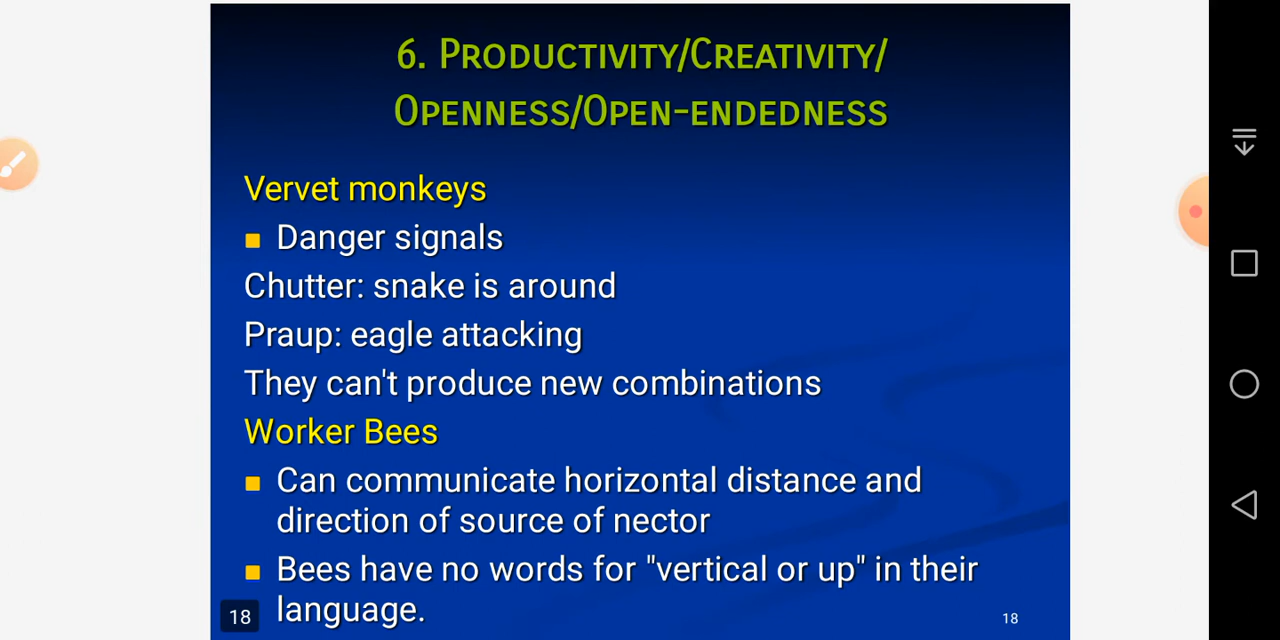 6. Productivity/Creativity/
Openness/Open-endedness
Vervet monkeys
Danger signals
Chutter: snake is around
Praup: eagle attacking
They can't produce new combinations
Worker Bees
Can communicate horizontal distance and
direction of source of nector
Bees have no words for "vertical or up" in their
language.
18
18